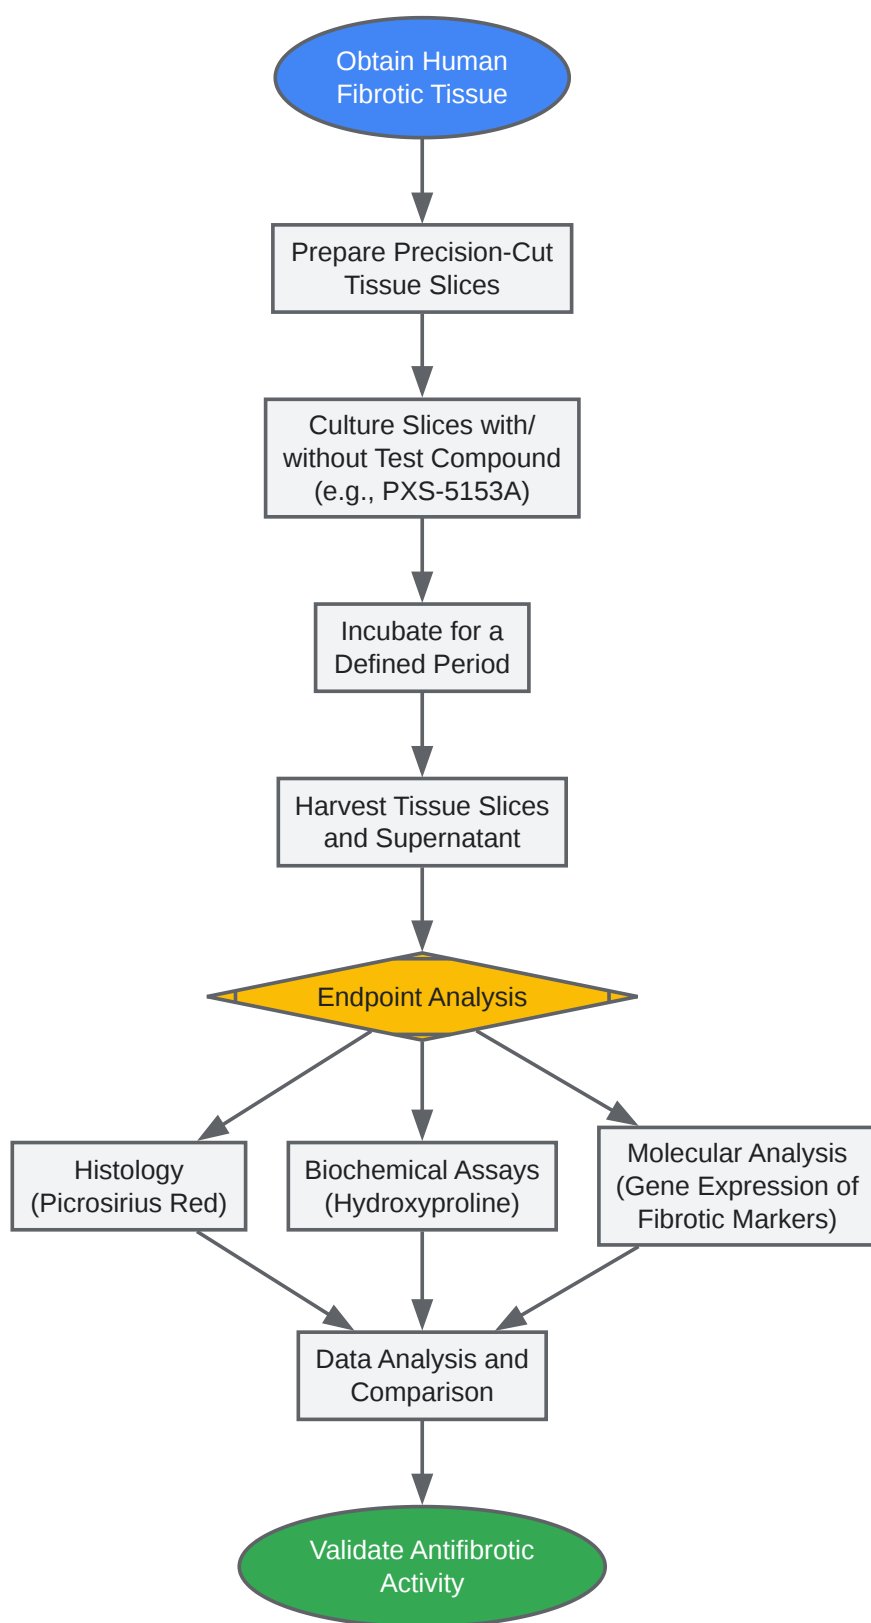 Obtain Human
Fibrotic Tissue
Prepare Precision-Cut
Tissue Slices
Culture Slices with/
without Test Compound
(e.g., PXS-5153A)
Incubate for a
Defined Period
Harvest Tissue Slices
and Supernatant
Endpoint Analysis
Histology
(Picrosirius Red)
Biochemical Assays
(Hydroxyproline)
Molecular Analysis
(Gene Expression of
Fibrotic Markers)
Data Analysis and
Comparison
Validate Antifibrotic
Activity